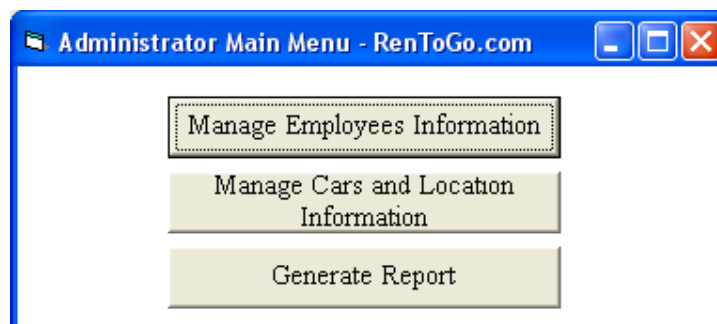 Administrator Main Menu - RenToGo.com
Manage Employees Information
Manage Cars and Location
Information
Generate Report